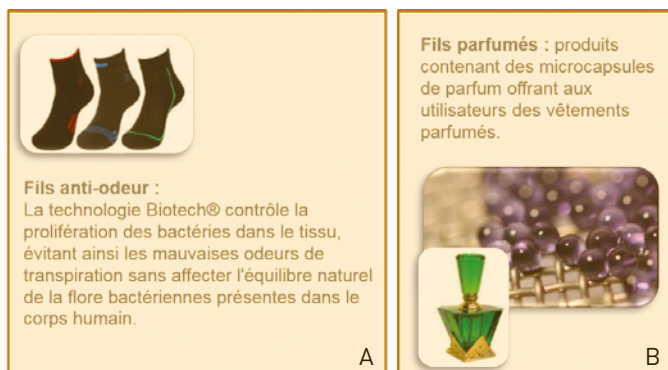 Fils anti-odeur :
La technologie Biotech® contrôle la
prolifération des bactéries dans le tissu,
évitant ainsi les mauvaises odeurs de
transpiration sans affecter l'équilibre naturel
de la flore bactériennes présentes dans le
corps humain.
A
Fils parfumés : produits
contenant des microcapsules
de parfum offrant aux
utilisateurs des vêtements
parfumés.
B